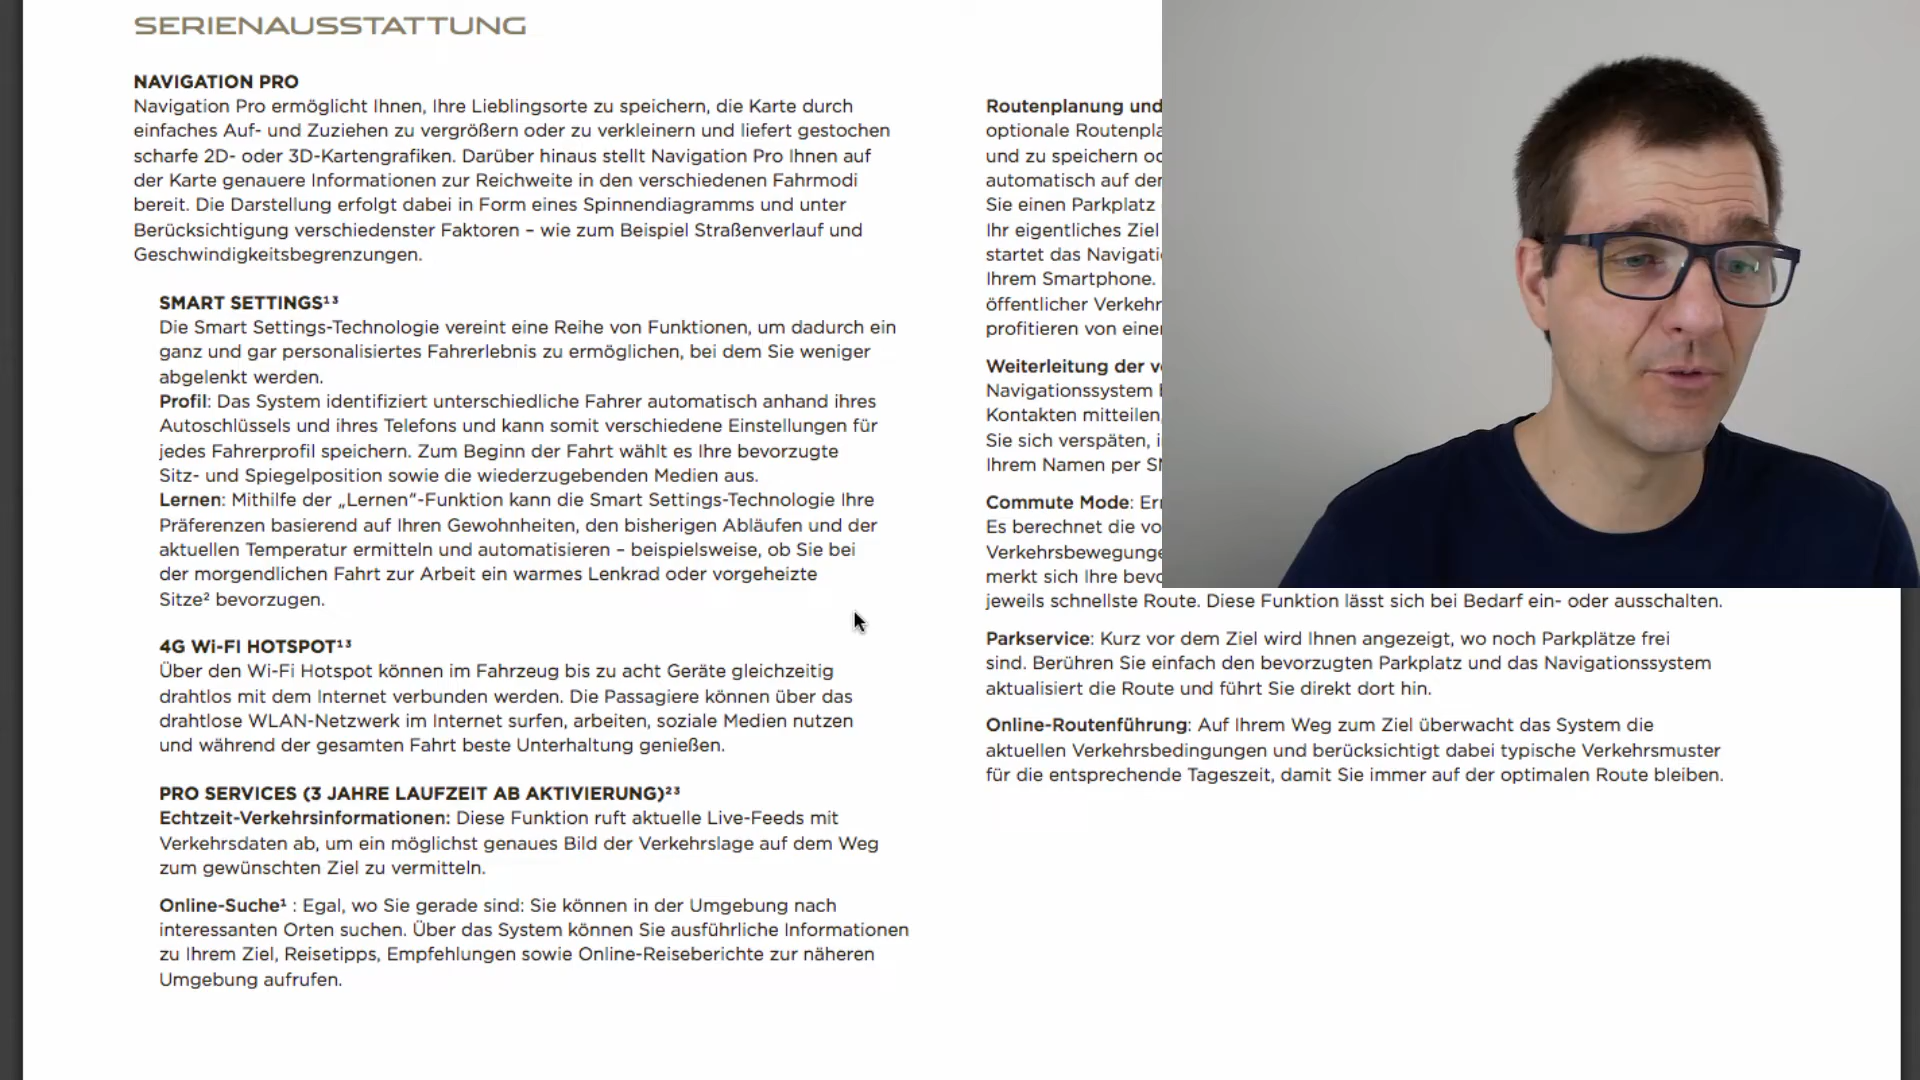 SERIENAUSSTATTUNG
NAVIGATION PRO
Navigation Pro ermöglicht Ihnen, Ihre Lieblingsorte zu speichern, die Karte durch
einfaches Auf- und Zuziehen zu vergrößern oder zu verkleinern und liefert gestochen
scharfe 2D- oder 3D-Kartengrafiken. Darüber hinaus stellt Navigation Pro Ihnen auf
der Karte genauere Informationen zur Reichweite in den verschiedenen Fahrmodi
bereit. Die Darstellung erfolgt dabei in Form eines Spinnendiagramms und unter
Berücksichtigung verschiedenster Faktoren – wie zum Beispiel Straßenverlauf und
Geschwindigkeitsbegrenzungen.
SMART SETTINGS¹³
Die Smart Settings-Technologie vereint eine Reihe von Funktionen, um dadurch ein
ganz und gar personalisiertes Fahrerlebnis zu ermöglichen, bei dem Sie weniger
abgelenkt werden.
Profil: Das System identifiziert unterschiedliche Fahrer automatisch anhand ihres
Autoschlüssels und ihres Telefons und kann somit verschiedene Einstellungen für
jedes Fahrerprofil speichern. Zum Beginn der Fahrt wählt es Ihre bevorzugte
Sitz- und Spiegelposition sowie die wiederzugebenden Medien aus.
Lernen: Mithilfe der „Lernen“-Funktion kann die Smart Settings-Technologie Ihre
Präferenzen basierend auf Ihren Gewohnheiten, den bisherigen Abläufen und der
aktuellen Temperatur ermitteln und automatisieren – beispielsweise, ob Sie bei
der morgendlichen Fahrt zur Arbeit ein warmes Lenkrad oder vorgeheizte
Sitze² bevorzugen.
4G Wi-FI HOTSPOT¹³
Über den Wi-Fi Hotspot können im Fahrzeug bis zu acht Geräte gleichzeitig
drahtlos mit dem Internet verbunden werden. Die Passagiere können über das
drahtlose WLAN-Netzwerk im Internet surfen, arbeiten, soziale Medien nutzen
und während der gesamten Fahrt beste Unterhaltung genießen.
PRO SERVICES (3 JAHRE LAUFZEIT AB AKTIVIERUNG)²³
Echtzeit-Verkehrsinformationen: Diese Funktion ruft aktuelle Live-Feeds mit
Verkehrsdaten ab, um ein möglichst genaues Bild der Verkehrslage auf dem Weg
zum gewünschten Ziel zu vermitteln.
Online-Suche¹ : Egal, wo Sie gerade sind: Sie können in der Umgebung nach
interessanten Orten suchen. Über das System können Sie ausführliche Informationen
zu Ihrem Ziel, Reisetipps, Empfehlungen sowie Online-Reiseberichte zur näheren
Umgebung aufrufen.
Routenplanung und
optionale Routenpla
und zu speichern od
automatisch auf der
Sie einen Parkplatz
Ihr eigentliches Ziel
startet das Navigati
Ihrem Smartphone.
öffentlicher Verkehr
profitieren von einer
Weiterleitung der
Navigationssystem
Kontakten mitteilen,
Sie sich verspäten,
Ihrem Namen per
Commute Mode:
Es berechnet die vo
Verkehrsbewegunge
merkt sich Ihre bevo
jeweils schnellste Route. Diese Funktion lässt sich bei Bedarf ein- oder ausschalten.
Parkservice: Kurz vor dem Ziel wird Ihnen angezeigt, wo noch Parkplätze frei
sind. Berühren Sie einfach den bevorzugten Parkplatz und das Navigationssystem
aktualisiert die Route und führt Sie direkt dort hin.
Online-Routenführung: Auf Ihrem Weg zum Ziel überwacht das System die
aktuellen Verkehrsbedingungen und berücksichtigt dabei typische Verkehrsmuster
für die entsprechende Tageszeit, damit Sie immer auf der optimalen Route bleiben.